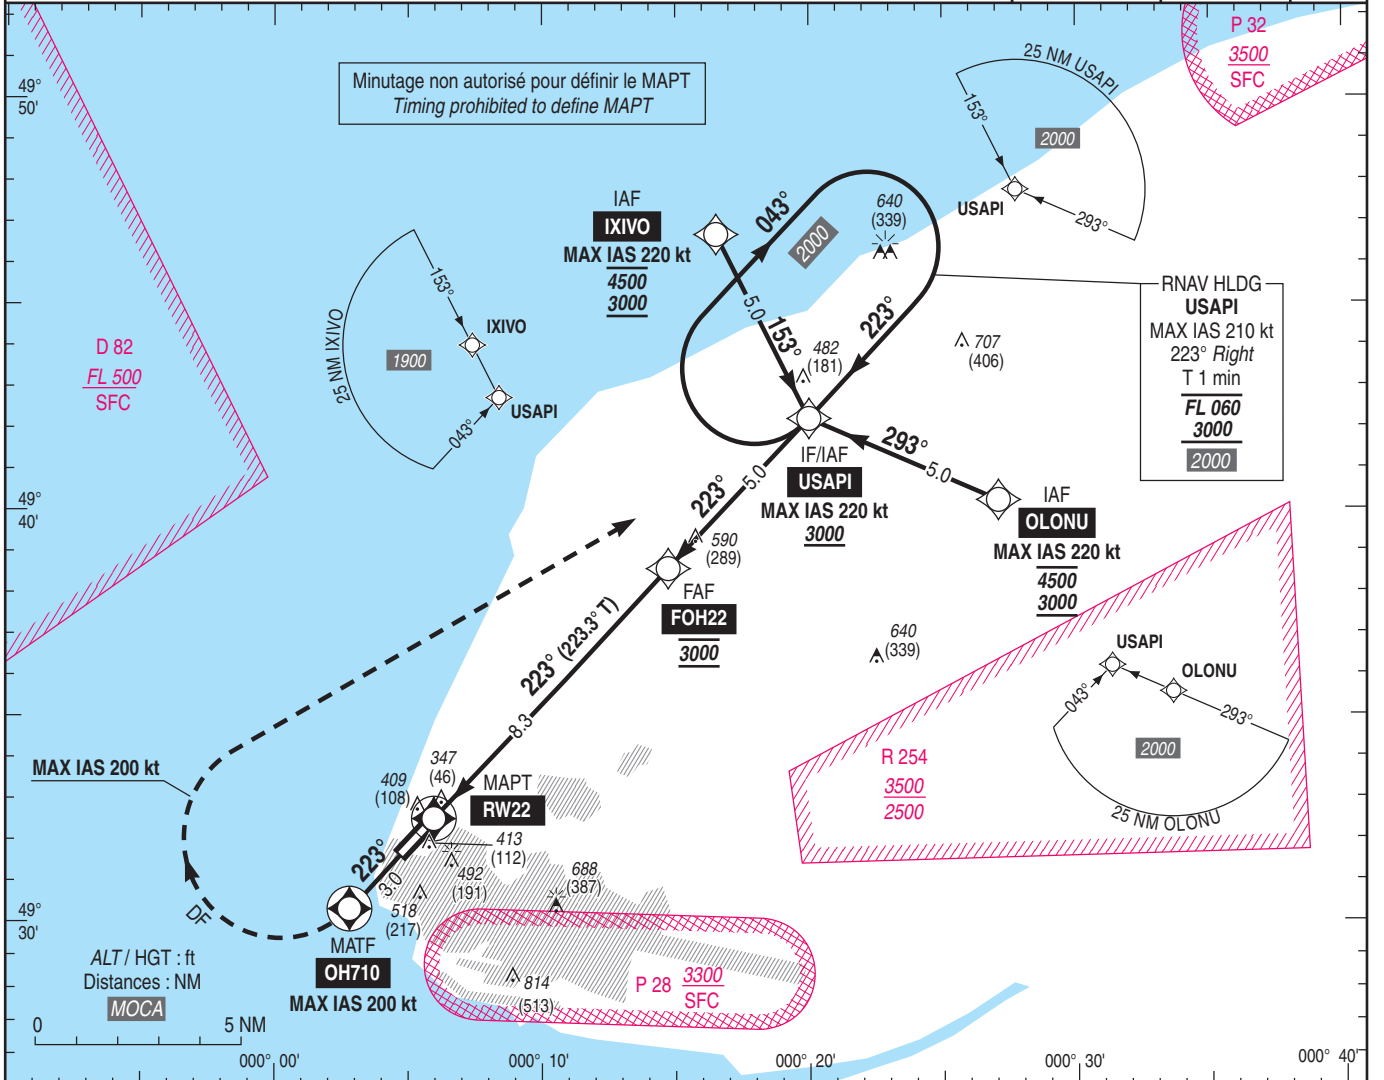 Minutage non autorisé pour définir le MAPT
Timing prohibited to define MAPT
P 32
3500
SFC
25 NM USAPI
153°
2000
USAPI
293°
49°
50'
IAF
IXIVO
MAX IAS 220 kt
4500
3000
043°
2000
640
(339)
5.0
153°
223°
482
(181)
707
(406)
RNAV HLDG
USAPI
MAX IAS 210 kt
223° Right
T 1 min
FL 060
3000
2000
153°
IXIVO
25 NM IXIVO
1900
USAPI
043°
D 82
FL 500
SFC
IF/IAF
USAPI
MAX IAS 220 kt
3000
293°
5.0
IAF
OLONU
MAX IAS 220 kt
4500
3000
49°
40'
223°
5.0
590
(289)
FAF
FOH22
3000
223° (223.3° T)
8.3
640
(339)
USAPI
OLONU
043°
293°
2000
25 NM OLONU
R 254
3500
2500
MAX IAS 200 kt
409
(108)
347
(46)
MAPT
RW22
413
(112)
492
(191)
688
(387)
518
(217)
223°
3.0
DF
49°
30'
MATF
OH710
MAX IAS 200 kt
814
(513)
P 28
3300
SFC
ALT / HGT : ft
Distances : NM
MOCA
0
5 NM
000° 00'
000° 10'
000° 20'
000° 30'
000° 40'